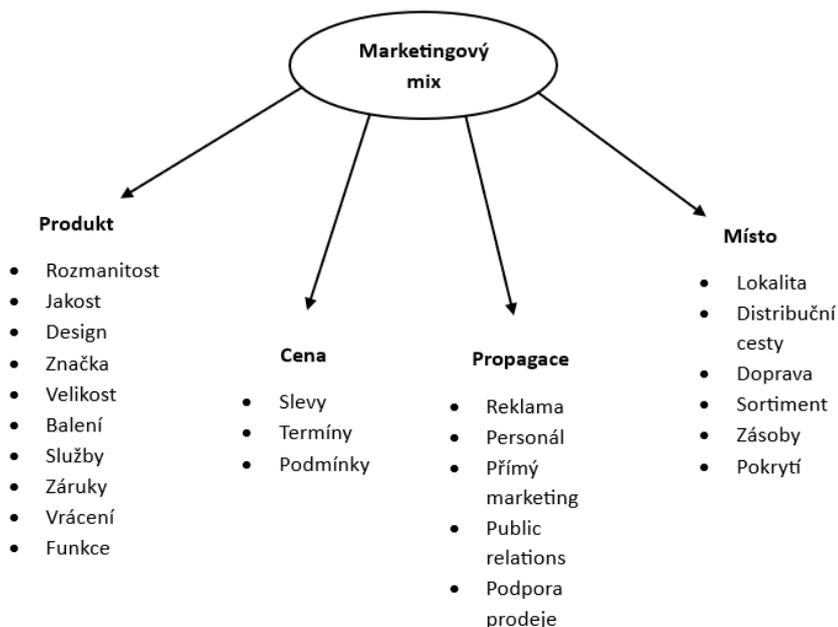 Marketingový
mix
Produkt
• Rozmanitost
• Jakost
• Design
• Značka
• Velikost
• Balení
• Služby
• Záruky
• Vrácení
• Funkce
Cena
• Slevy
• Termíny
• Podmínky
Propagace
• Reklama
• Personál
• Přímý
marketing
• Public
relations
• Podpora
prodeje
Místo
• Lokalita
• Distribuční
cesty
• Doprava
• Sortiment
• Zásoby
• Pokrytí